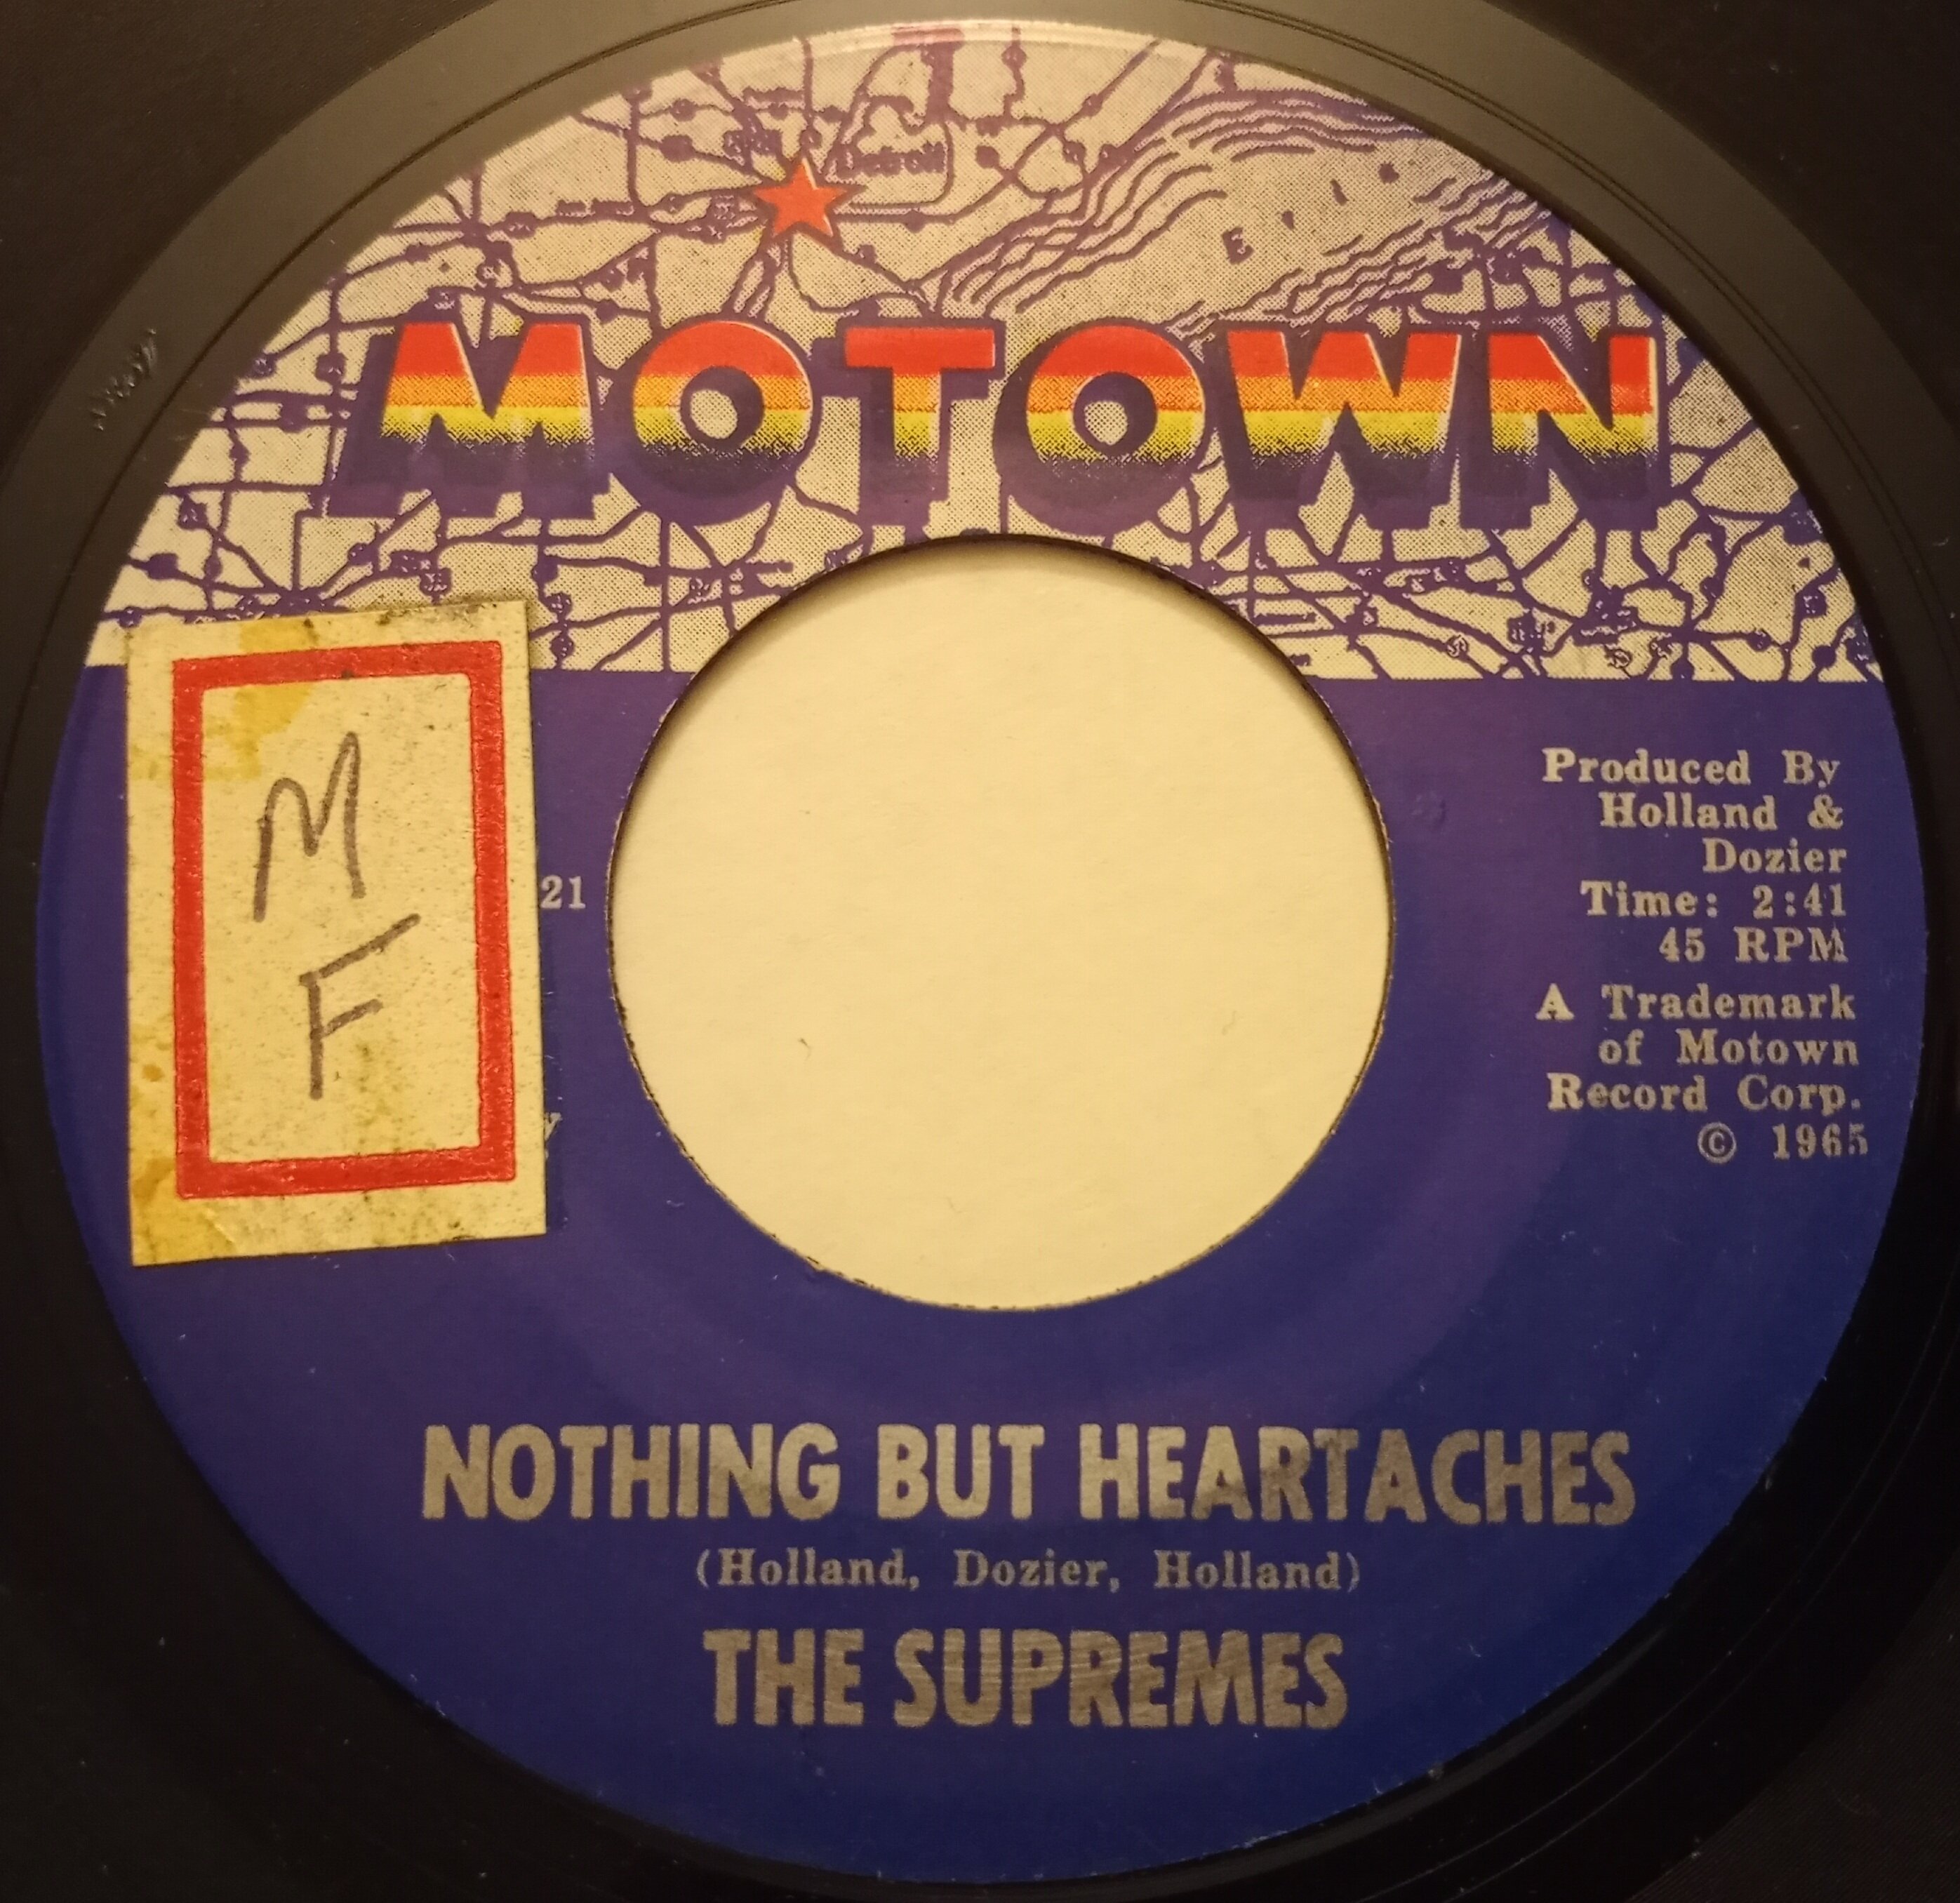 Detroit
E R I E
MOTOWN
M
F
21
y
Produced By
Holland &
Dozier
Time: 2:41
45 RPM
A Trademark
of Motown
Record Corp.
© 1965
NOTHING BUT HEARTACHES
(Holland, Dozier, Holland)
THE SUPREMES